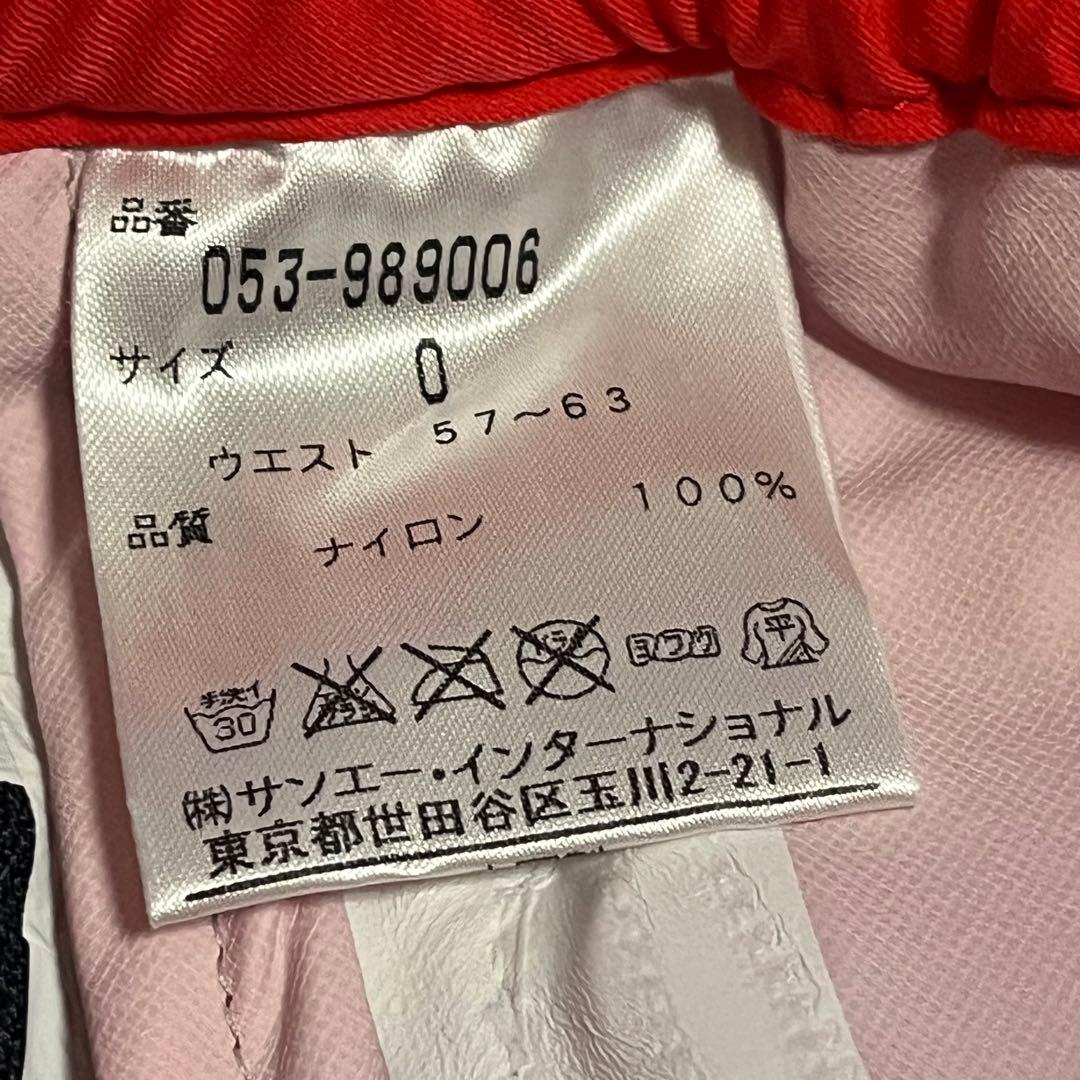 品番
053-989006
サイズ 0
ウエスト 57〜63
品質
ナイロン 100%
手洗イ
30
ヨワク
平
㈱サンエー・インターナショナル
東京都世田谷区玉川2-21-1